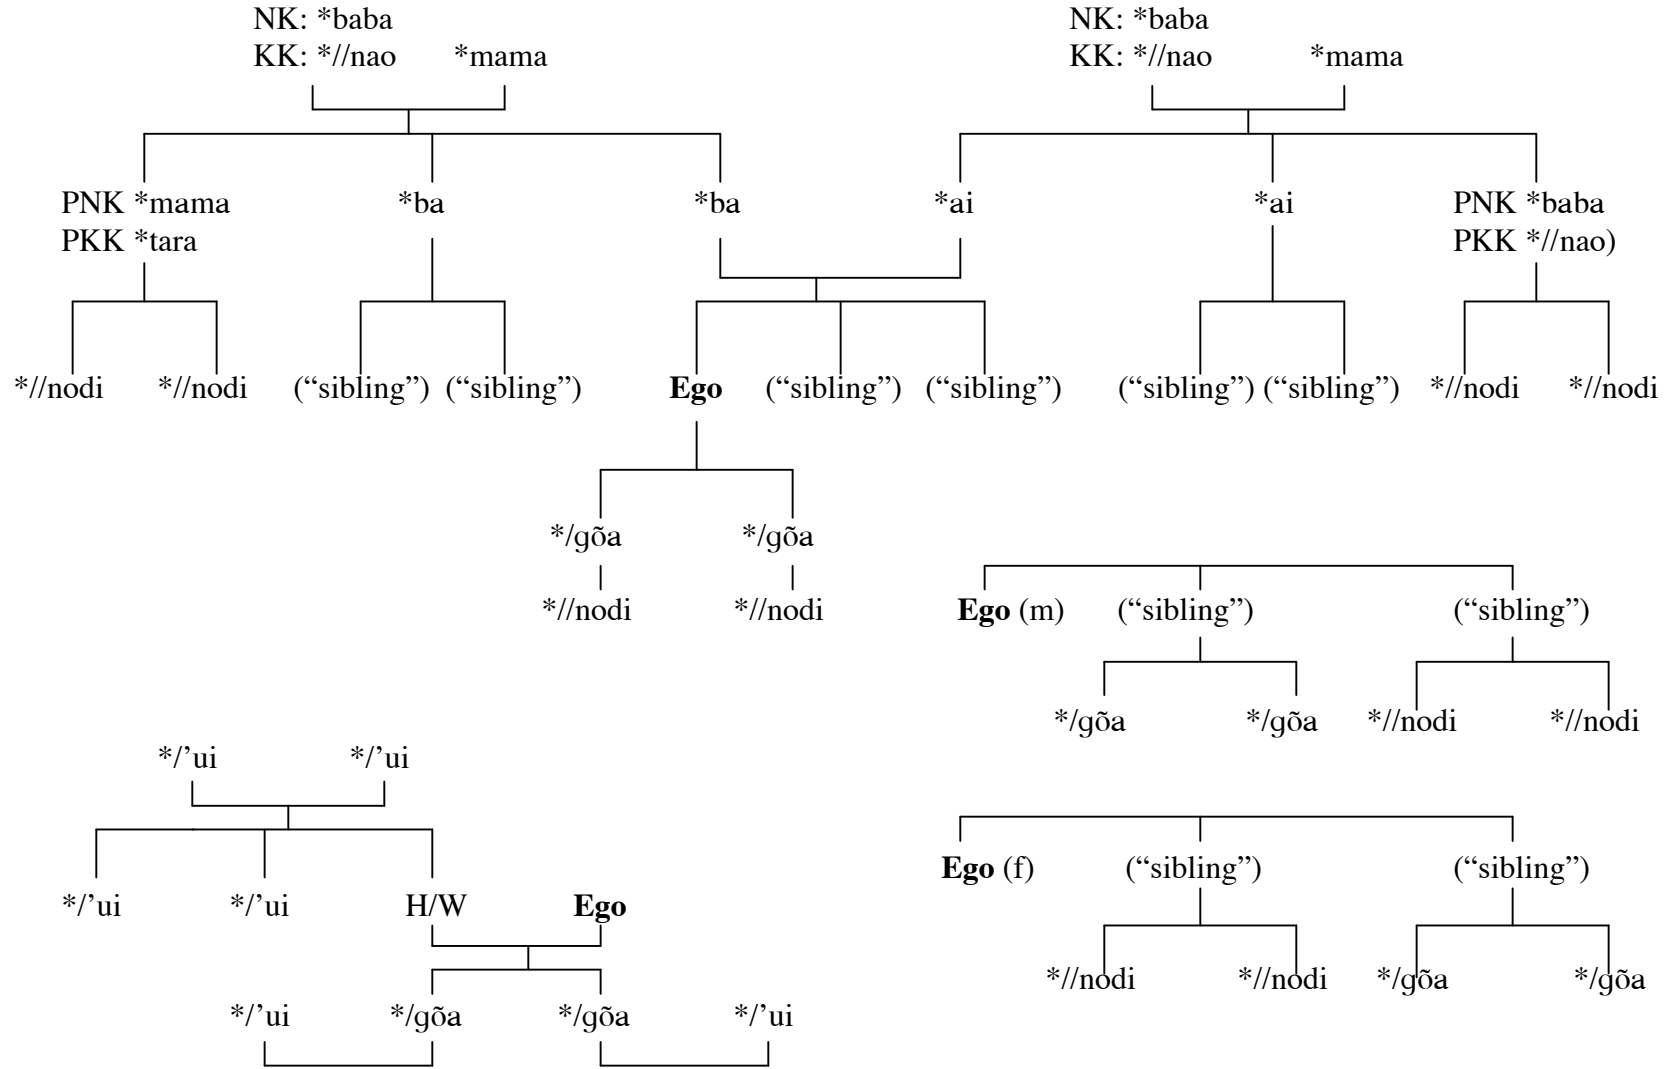 NK: *baba NK: *baba
KK: *//nao *mama KK: *//nao *mama
PNK *mama *ba *ba *ai *ai PNK *baba
PKK *tara PKK *//nao)
*//nodi *//nodi (“sibling”) (“sibling”) Ego (“sibling”) (“sibling”) (“sibling”) (“sibling”) *//nodi *//nodi
*/gõa */gõa
*//nodi *//nodi Ego (m) (“sibling”) (“sibling”)
*/gõa */gõa *//nodi *//nodi
*/’ui */’ui
Ego (f) (“sibling”) (“sibling”)
*/’ui */’ui H/W Ego
*//nodi *//nodi */gõa */gõa
*/’ui */gõa */gõa */’ui